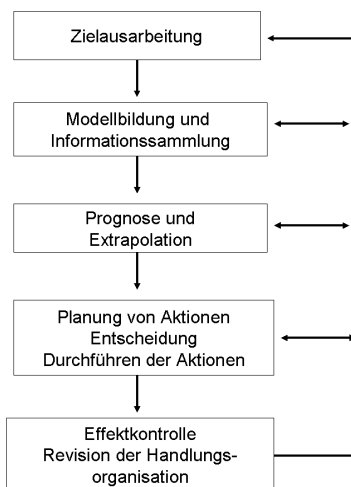 Zielausarbeitung
Modellbildung und
Informationssammlung
Prognose und
Extrapolation
Planung von Aktionen
Entscheidung
Durchführen der Aktionen
Effektkontrolle
Revision der Handlungs-
organisation